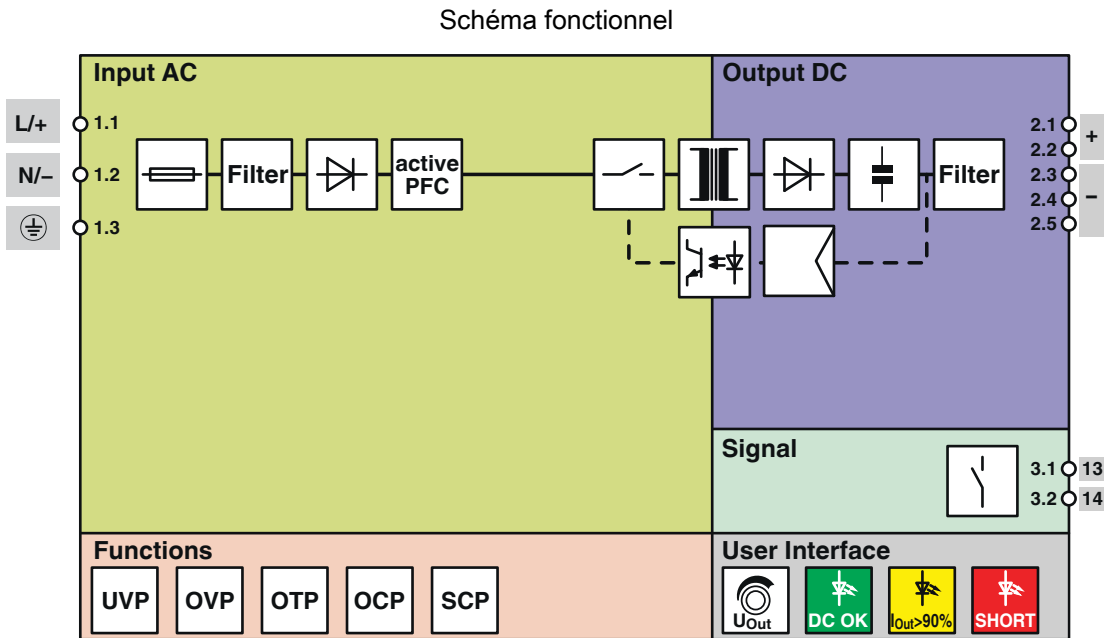 Schéma fonctionnel
Input AC
Output DC
L/+
1.1
N/–
1.2
1.3
Filter
active
PFC
Filter
2.1
2.2
2.3
2.4
2.5
+
–
Signal
3.1
13
3.2
14
Functions
UVP
OVP
OTP
OCP
SCP
User Interface
UOut
DC OK
IOut>90%
SHORT